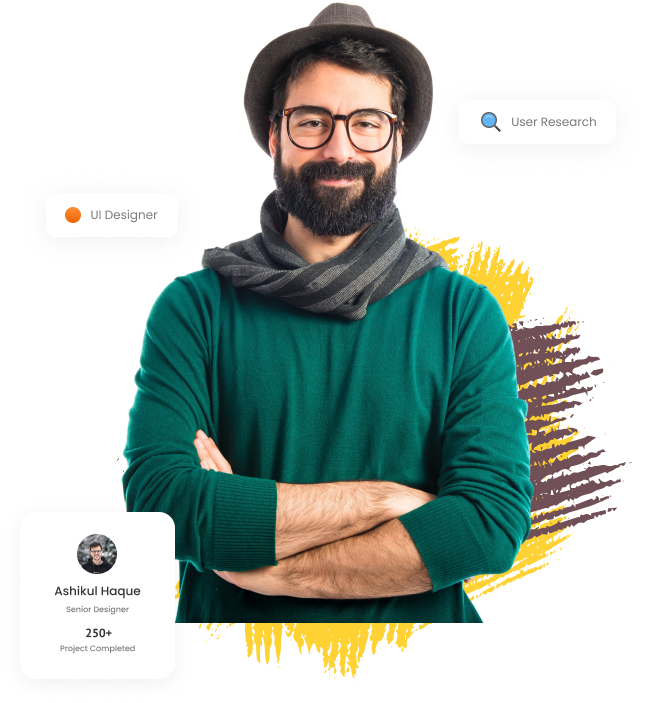 User Research
UI Designer
Ashikul Haque
Senior Designer
250+
Project Completed